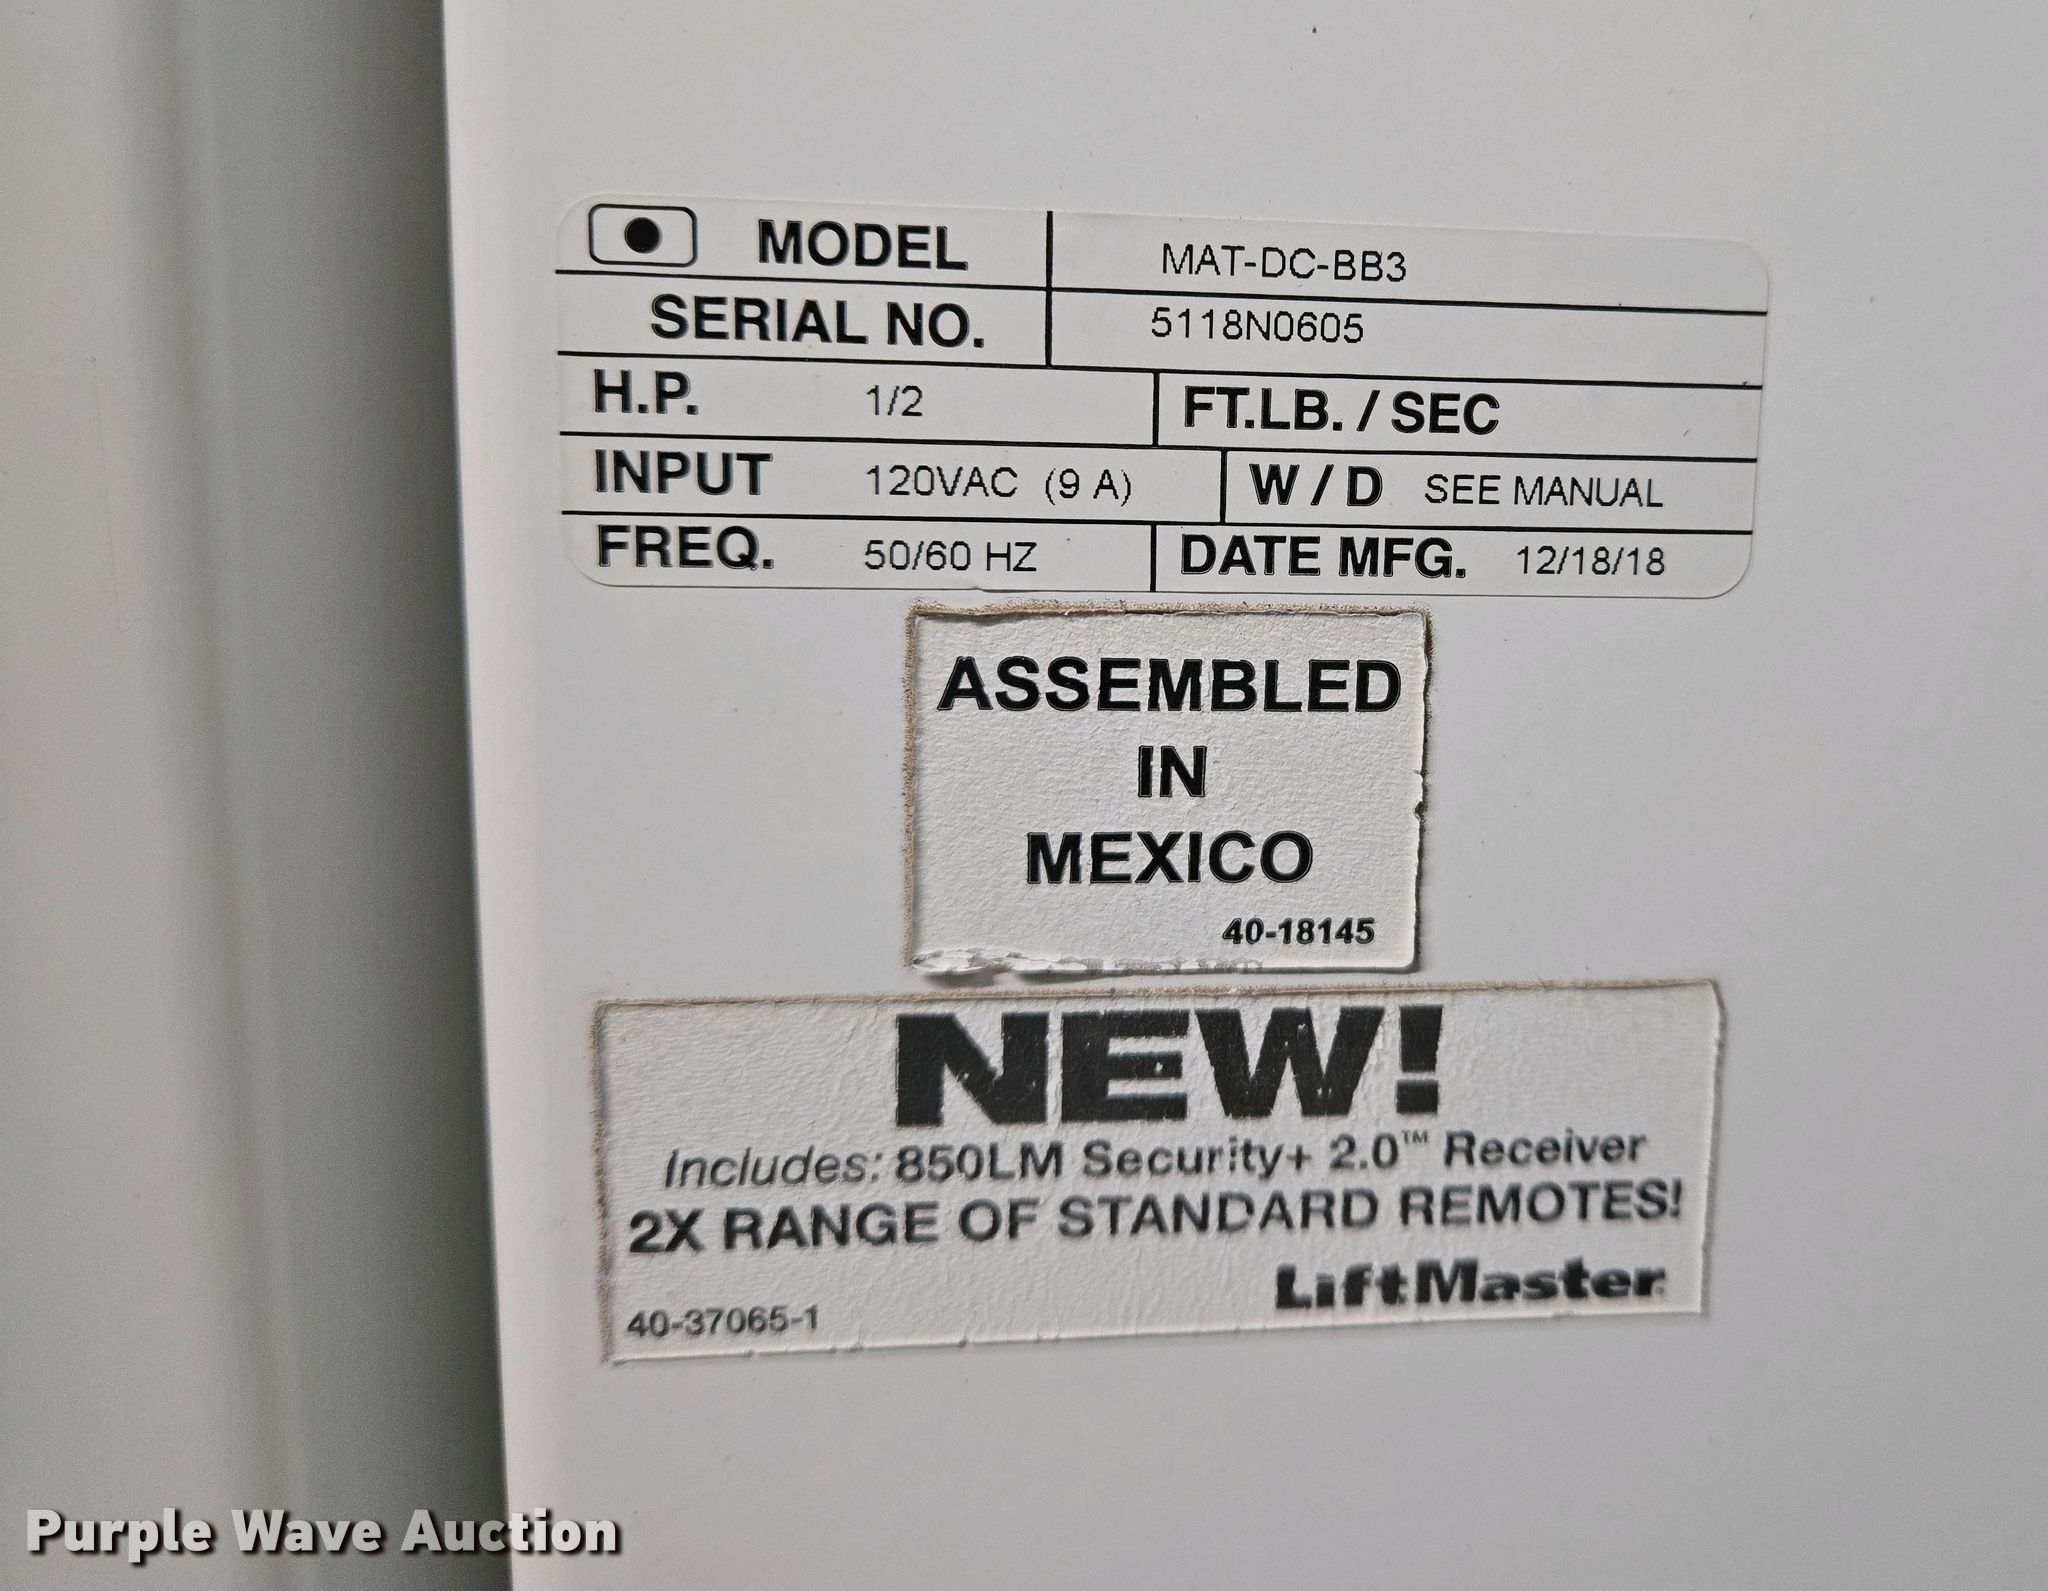 MODEL MAT-DC-BB3
SERIAL NO. 5118N0605
H.P. 1/2 FT.LB. / SEC
INPUT 120VAC (9 A) W / D SEE MANUAL
FREQ. 50/60 HZ DATE MFG. 12/18/18
ASSEMBLED
IN
MEXICO
40-18145
NEW!
Includes: 850LM Security+ 2.0™ Receiver
2X RANGE OF STANDARD REMOTES!
LiftMaster
40-37065-1
Purple Wave Auction